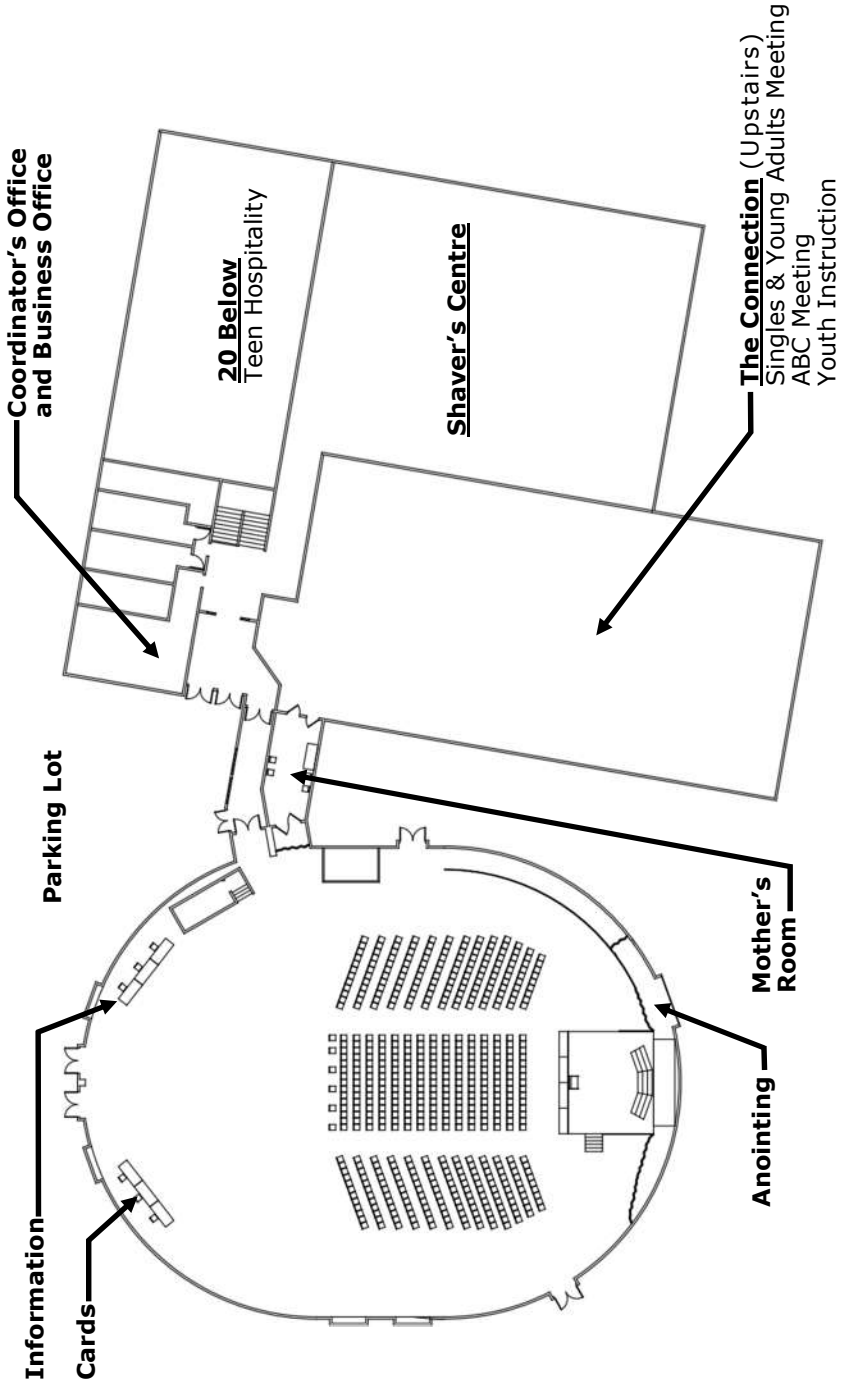 Information
Cards
Parking Lot
Coordinator's Office
and Business Office
20 Below
Teen Hospitality
Shaver's Centre
Anointing
Mother's
Room
The Connection (Upstairs)
Singles & Young Adults Meeting
ABC Meeting
Youth Instruction